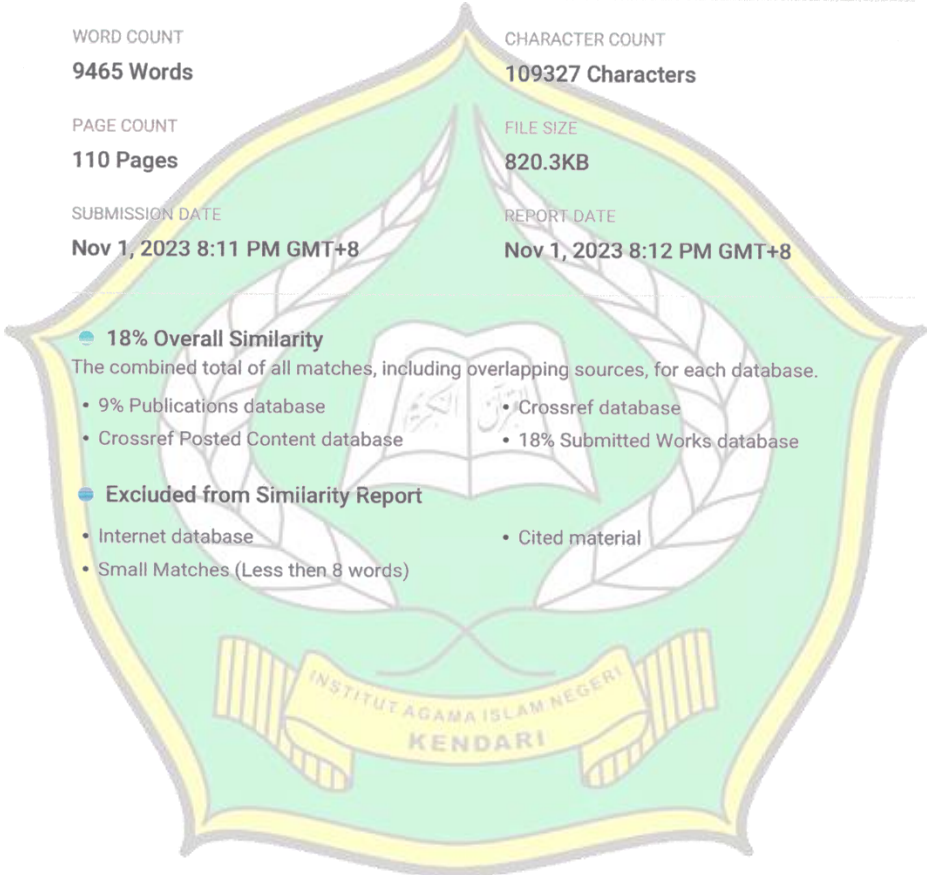 WORD COUNT
9465 Words
CHARACTER COUNT
109327 Characters
PAGE COUNT
110 Pages
FILE SIZE
820.3KB
SUBMISSION DATE
Nov 1, 2023 8:11 PM GMT+8
REPORT DATE
Nov 1, 2023 8:12 PM GMT+8
18% Overall Similarity
The combined total of all matches, including overlapping sources, for each database.
• 9% Publications database
• Crossref database
• Crossref Posted Content database
• 18% Submitted Works database
Excluded from Similarity Report
• Internet database
• Cited material
• Small Matches (Less then 8 words)
القرآن الكريم
INSTITUT AGAMA ISLAM NEGERI
KENDARI